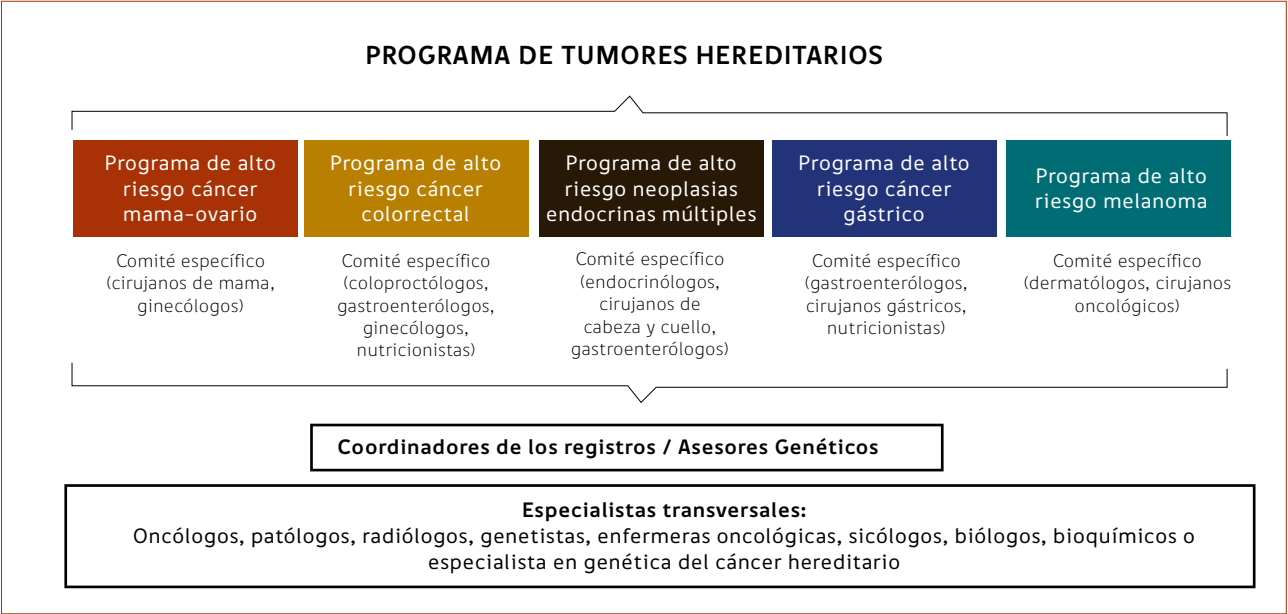 PROGRAMA DE TUMORES HEREDITARIOS
Programa de alto
riesgo cáncer
mama-ovario
Comité específico
(cirujanos de mama,
ginecólogos)
Programa de alto
riesgo cáncer
colorrectal
Comité específico
(coloproctólogos,
gastroenterólogos,
ginecólogos,
nutricionistas)
Programa de alto
riesgo neoplasias
endocrinas múltiples
Comité específico
(endocrinólogos,
cirujanos de
cabeza y cuello,
gastroenterólogos)
Programa de alto
riesgo cáncer
gástrico
Comité específico
(gastroenterólogos,
cirujanos gástricos,
nutricionistas)
Programa de alto
riesgo melanoma
Comité específico
(dermatólogos, cirujanos
oncológicos)
Coordinadores de los registros / Asesores Genéticos
Especialistas transversales:
Oncólogos, patólogos, radiólogos, genetistas, enfermeras oncológicas, sicólogos, biólogos, bioquímicos o
especialista en genética del cáncer hereditario